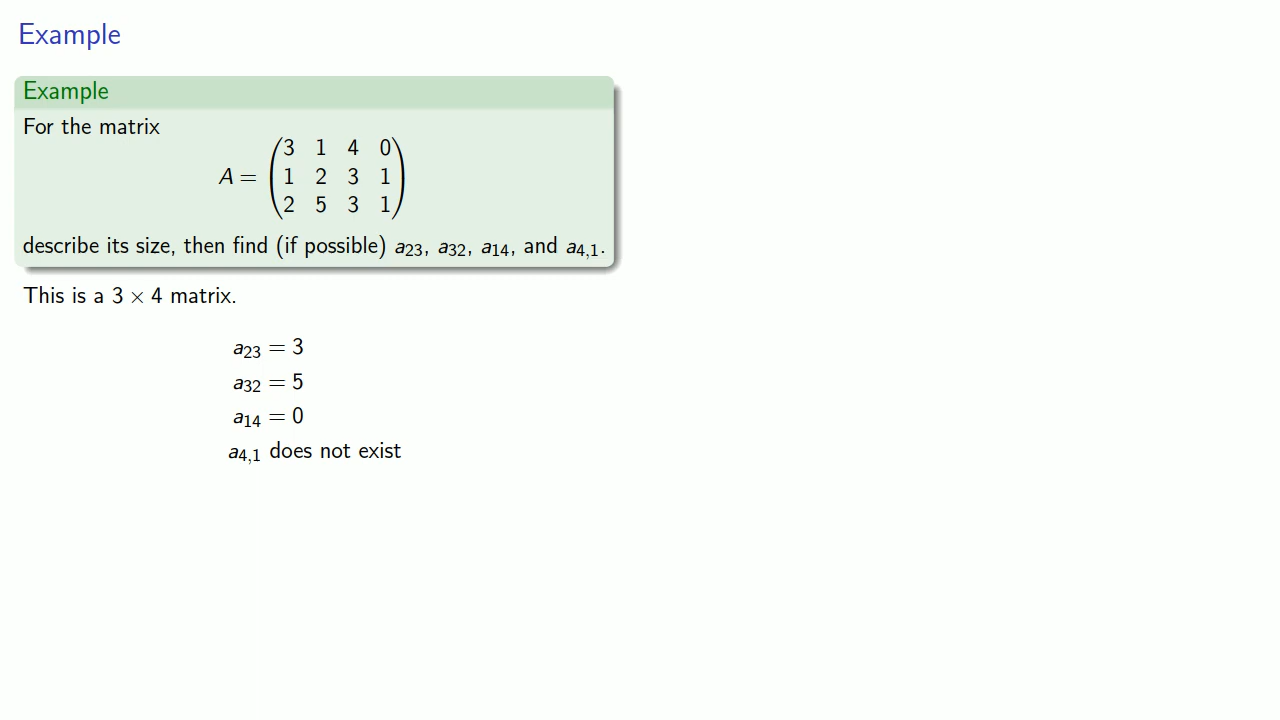 Example
Example
For the matrix
A = (3 1 4 0
1 2 3 1
2 5 3 1)
describe its size, then find (if possible) a₂₃, a₃₂, a₁₄, and a₄,₁.
This is a 3 × 4 matrix.
a₂₃ = 3
a₃₂ = 5
a₁₄ = 0
a₄,₁ does not exist